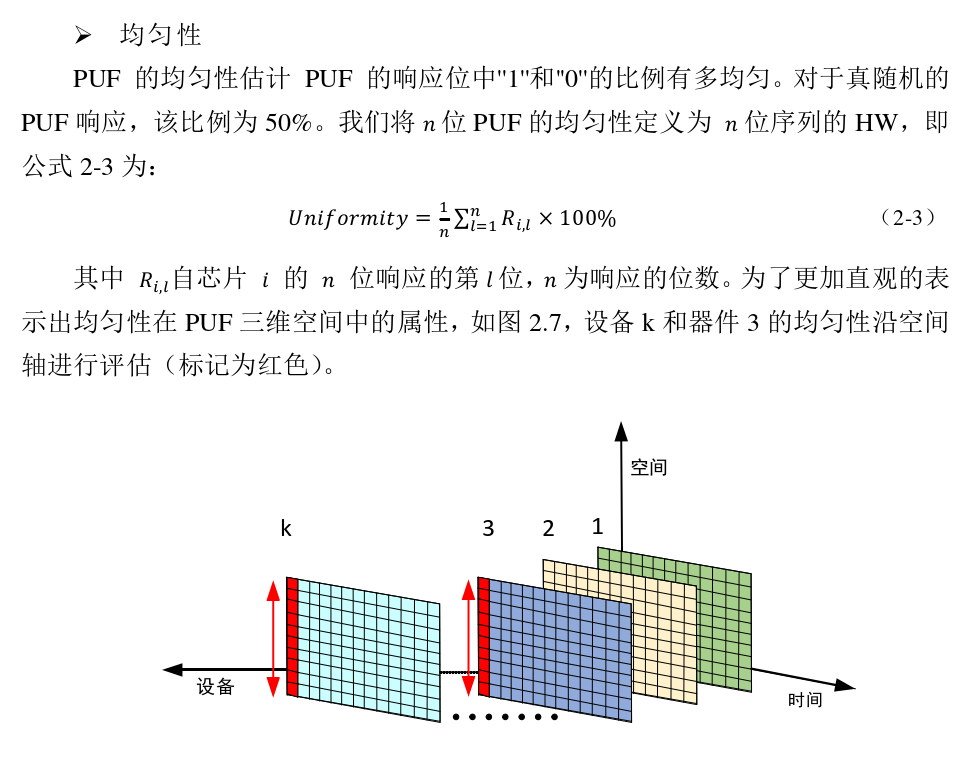 ➢ 均匀性
PUF 的均匀性估计 PUF 的响应位中"1"和"0"的比例有多均匀。对于真随机的
PUF 响应，该比例为 50%。我们将 n 位 PUF 的均匀性定义为 n 位序列的 HW，即
公式 2-3 为：
Uniformity = \frac{1}{n} \sum_{l=1}^{n} R_{i,l} × 100% （2-3）
其中 R_{i,l}自芯片 i 的 n 位响应的第 l 位，n 为响应的位数。为了更加直观的表
示出均匀性在 PUF 三维空间中的属性，如图 2.7，设备 k 和器件 3 的均匀性沿空间
轴进行评估（标记为红色）。
空间
k 3 2 1
设备
时间